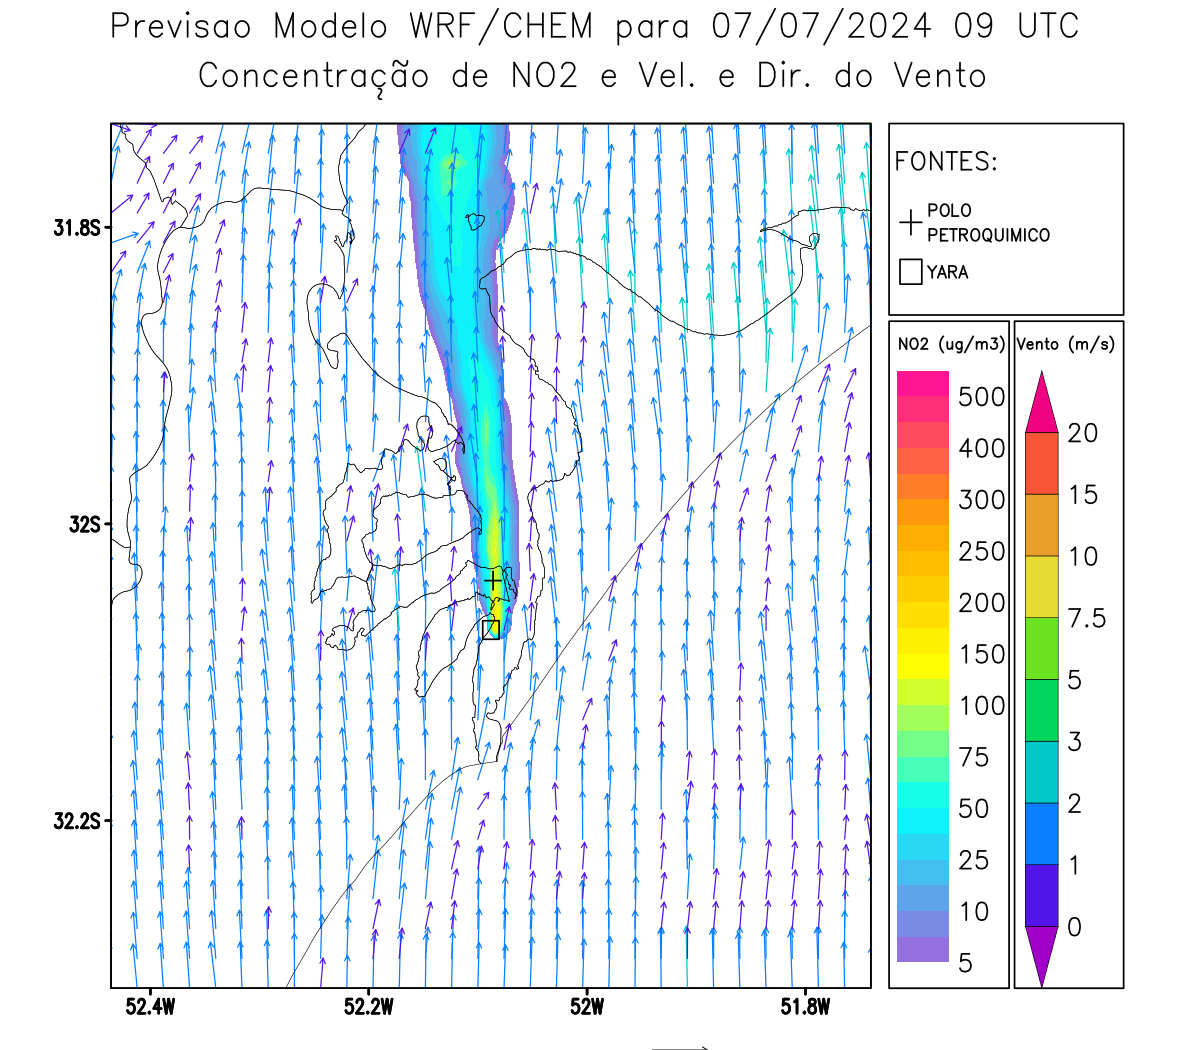 Previsao Modelo WRF/CHEM para 07/07/2024 09 UTC
Concentração de NO2 e Vel. e Dir. do Vento
FONTES:
POLO
PETROQUIMICO
YARA
NO2 (ug/m3)
500
400
300
250
200
150
100
75
50
25
10
5
Vento (m/s)
20
15
10
7.5
5
3
2
1
0
31.8S
32S
32.2S
52.4W
52.2W
52W
51.8W